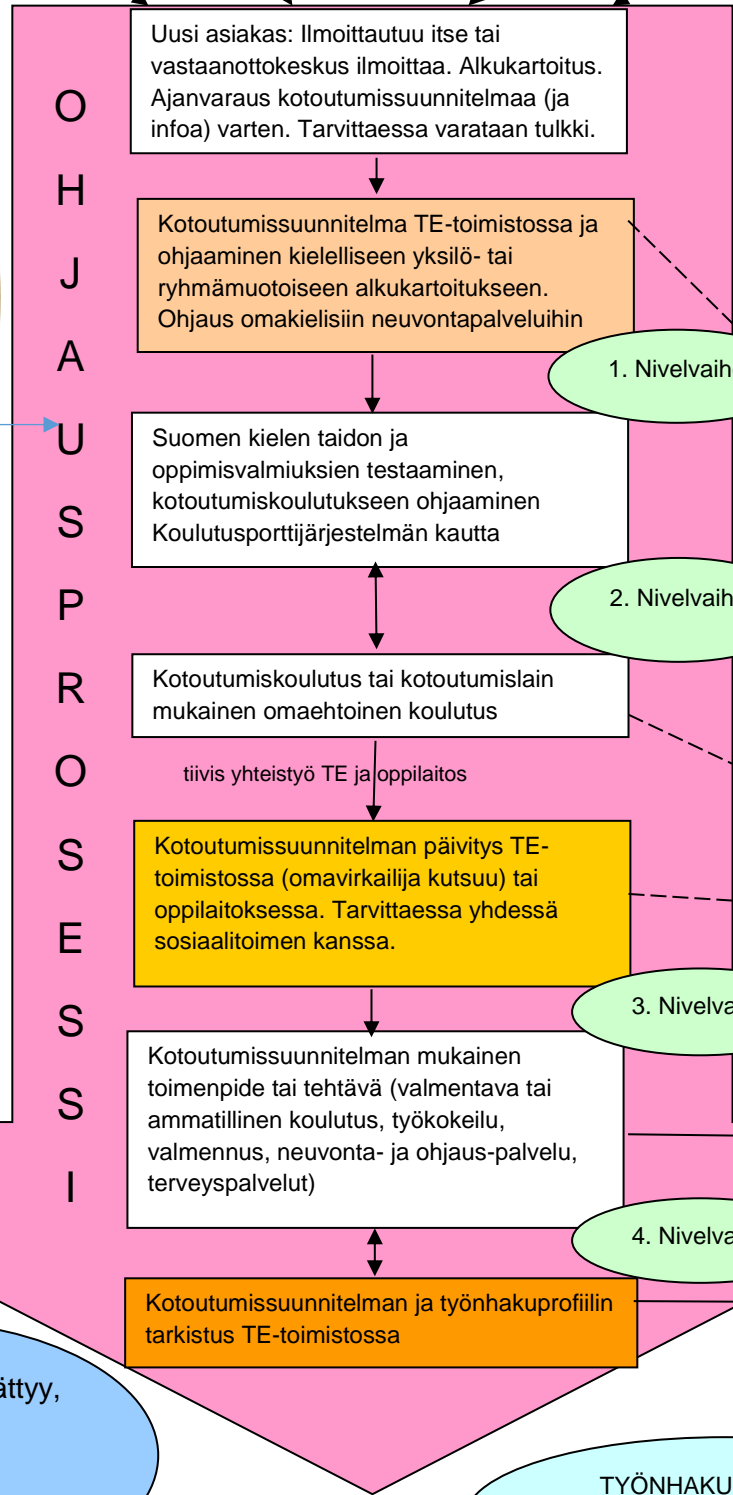 OHJAUSPROSESSI
Uusi asiakas: Ilmoittautuu itse tai
vastaanottokeskus ilmoittaa. Alkukartoitus.
Ajanvaraus kotoutumissuunnitelmaa (ja
infoa) varten. Tarvittaessa varataan tulkki.
Kotoutumissuunnitelma TE-toimistossa ja
ohjaaminen kielelliseen yksilö- tai
ryhmämuotoiseen alkukartoitukseen.
Ohjaus omakielisiin neuvontapalveluihin
1. Nivelvaih
Suomen kielen taidon ja
oppimisvalmiuksien testaaminen,
kotoutumiskoulutukseen ohjaaminen
Koulutusporttijärjestelmän kautta
2. Nivelvaih
Kotoutumiskoulutus tai kotoutumislain
mukainen omaehtoinen koulutus
tiivis yhteistyö TE ja oppilaitos
Kotoutumissuunnitelman päivitys TE-
toimistossa (omavirkailija kutsuu) tai
oppilaitoksessa. Tarvittaessa yhdessä
sosiaalitoimen kanssa.
3. Nivelva
Kotoutumissuunnitelman mukainen
toimenpide tai tehtävä (valmentava tai
ammatillinen koulutus, työkokeilu,
valmennus, neuvonta- ja ohjaus-palvelu,
terveyspalvelut)
4. Nivelva
Kotoutumissuunnitelman ja työnhakuprofiilin
tarkistus TE-toimistossa
ättyy,
TYÖNHAKU